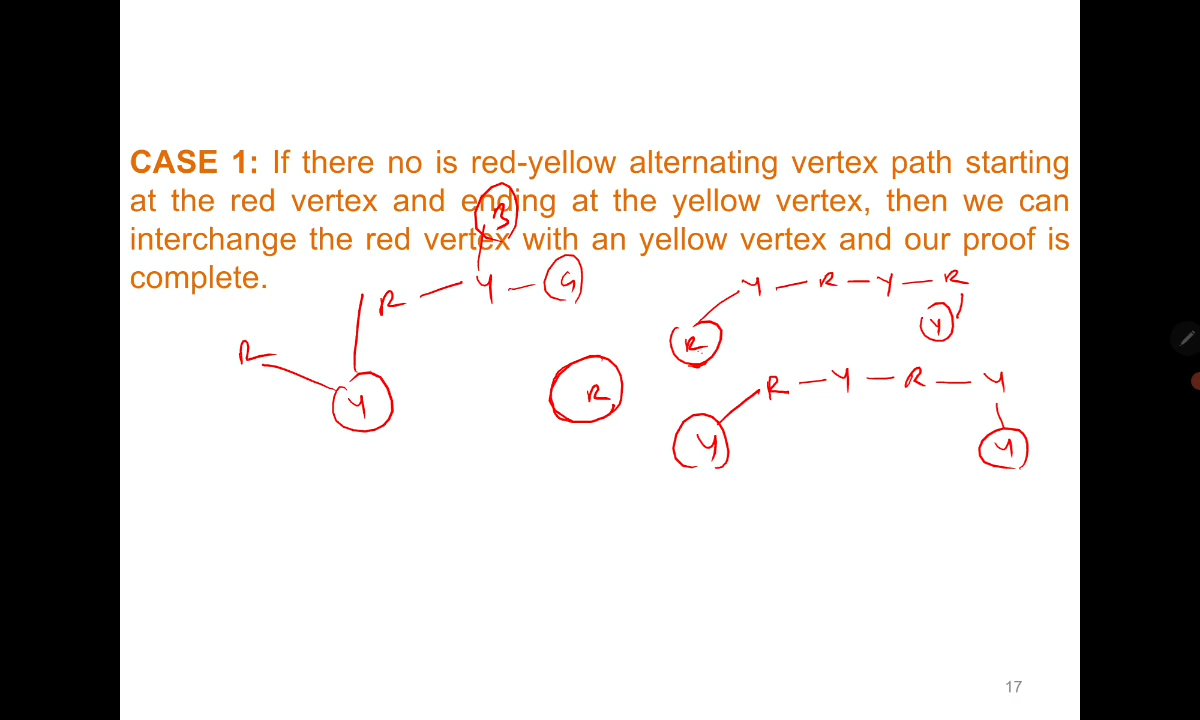 CASE 1: If there no is red-yellow alternating vertex path starting
at the red vertex and ending at the yellow vertex, then we can
interchange the red vertex with an yellow vertex and our proof is
complete.
B
R — Y — G
R
Y
R
Y — R — Y — R
R
Y
R — Y — R — Y
Y
Y
17